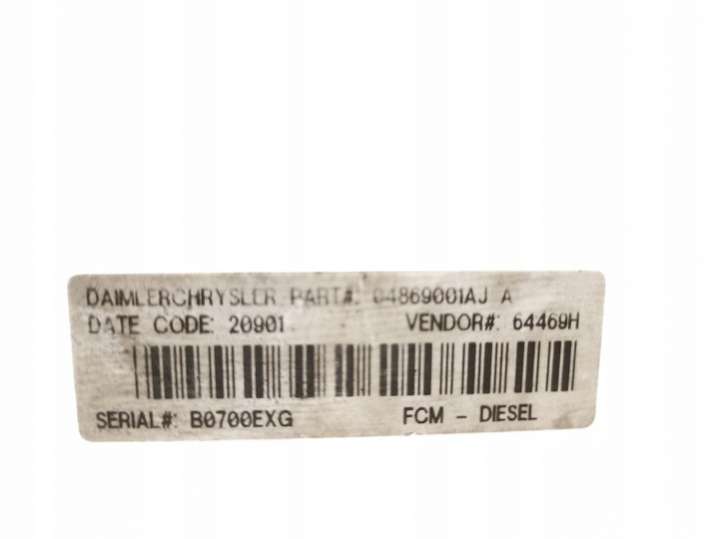 DAIMLERCHRYSLER PART#: 04869001AJ A
DATE CODE: 20901 VENDOR#: 64469H
SERIAL#: B0700EXG FCM - DIESEL